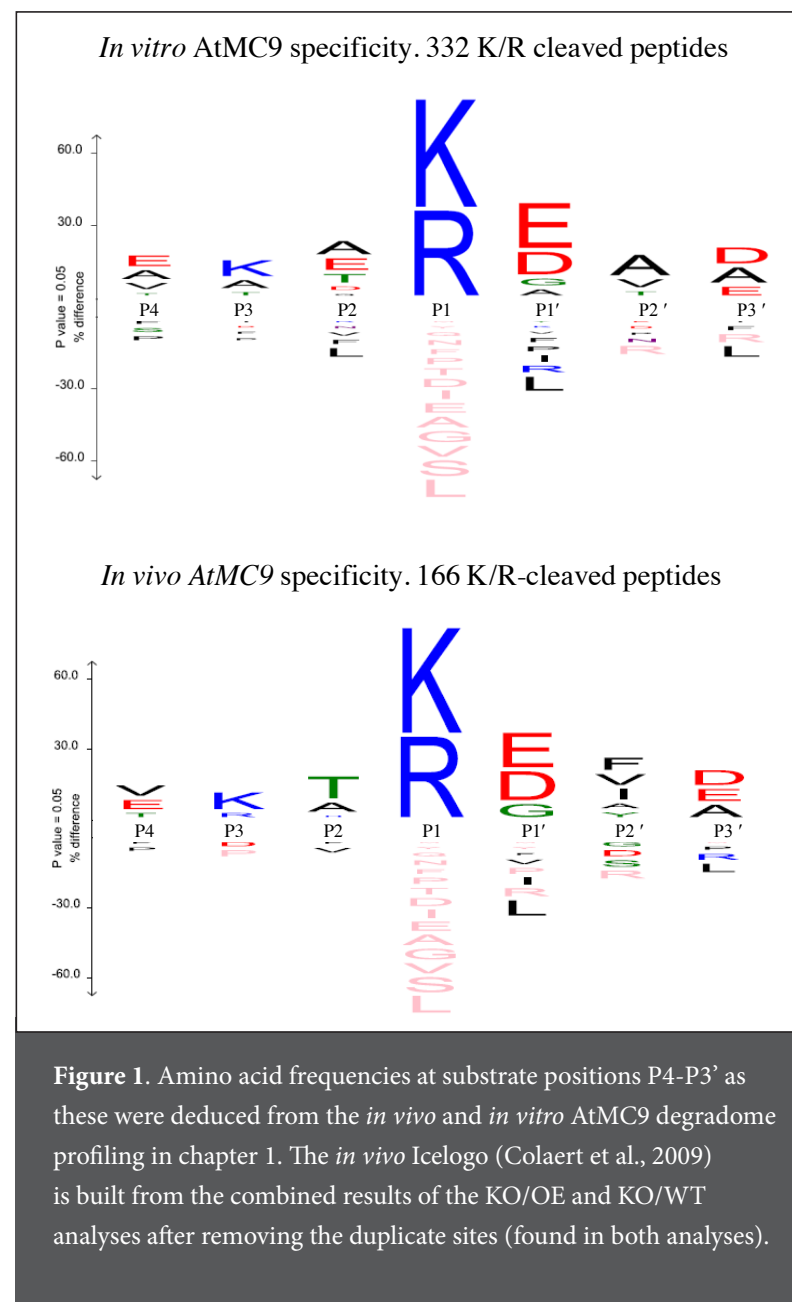 In vitro AtMC9 specificity. 332 K/R cleaved peptides
60.0
30.0
-30.0
-60.0
P value = 0.05
% difference
K
R
E
D
G
A
A
E
T
D
E
A
V
T
K
A
T
A
V
T
D
A
E
P4 P3 P2 P1 P1′ P2 ′ P3 ′
S
P
N
V
F
L
N
F
P
T
D
I
E
A
G
V
S
L
F
P
I
R
L
D
N
R
F
R
L
In vivo AtMC9 specificity. 166 K/R-cleaved peptides
60.0
30.0
-30.0
-60.0
P value = 0.05
% difference
K
R
V
E
T
K
R
T
A
E
D
G
F
V
I
A
Y
D
E
A
P4 P3 P2 P1 P1′ P2 ′ P3 ′
P
D
P
V
N
F
P
T
D
I
E
A
G
V
S
L
V
P
I
R
L
G
D
S
R
P
R
L
Figure 1. Amino acid frequencies at substrate positions P4-P3’ as
these were deduced from the in vivo and in vitro AtMC9 degradome
profiling in chapter 1. The in vivo Icelogo (Colaert et al., 2009)
is built from the combined results of the KO/OE and KO/WT
analyses after removing the duplicate sites (found in both analyses).